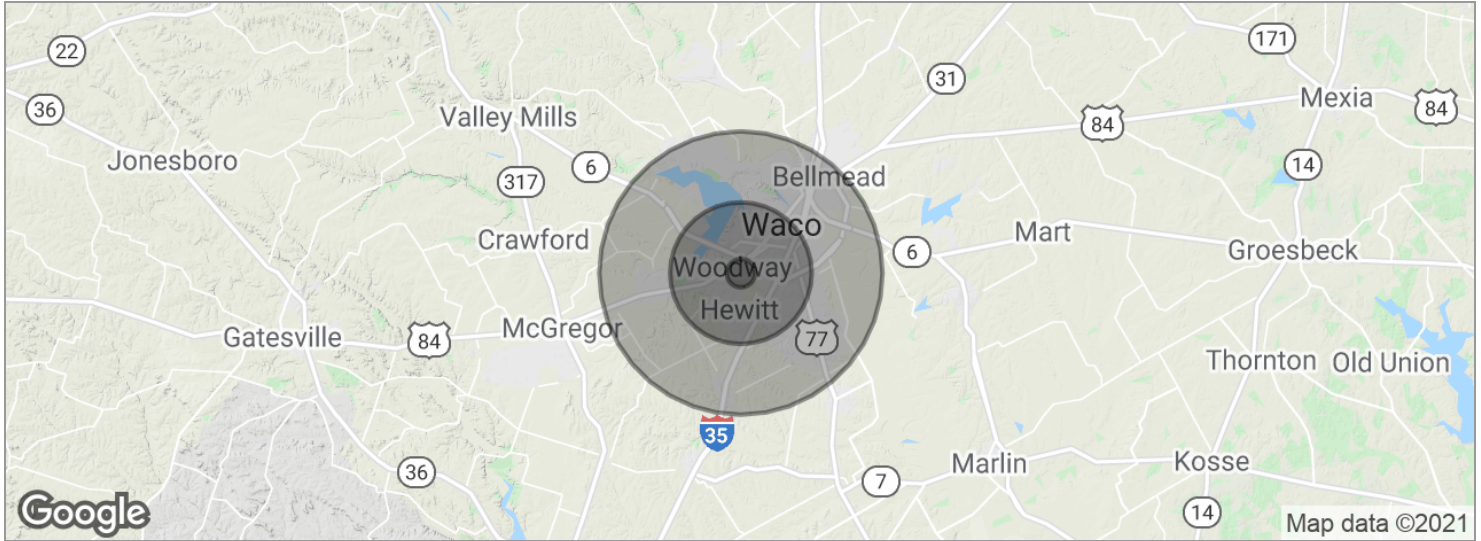 22
171
31
36
Valley Mills
Mexia
84
84
Jonesboro
6
14
317
Bellmead
Waco
Crawford
Mart
6
Groesbeck
Woodway
Hewitt
McGregor
Gatesville
84
77
Thornton
Old Union
35
Marlin
Kosse
36
7
14
Google
Map data ©2021